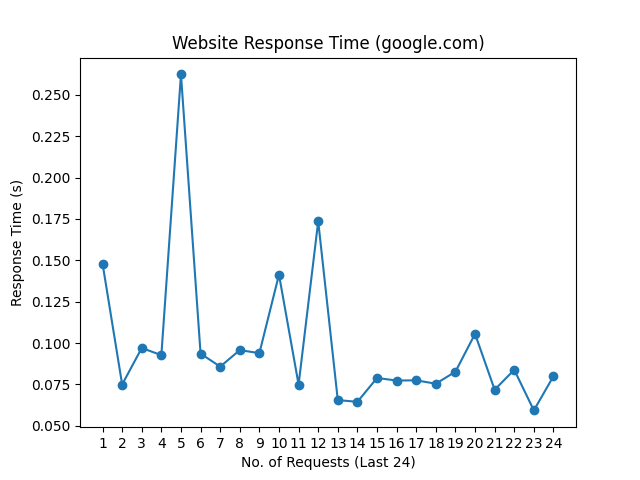 Website Response Time (google.com)
0.250
0.225
0.200
0.175
0.150
0.125
0.100
0.075
0.050
Response Time (s)
1 2 3 4 5 6 7 8 9 10 11 12 13 14 15 16 17 18 19 20 21 22 23 24
No. of Requests (Last 24)